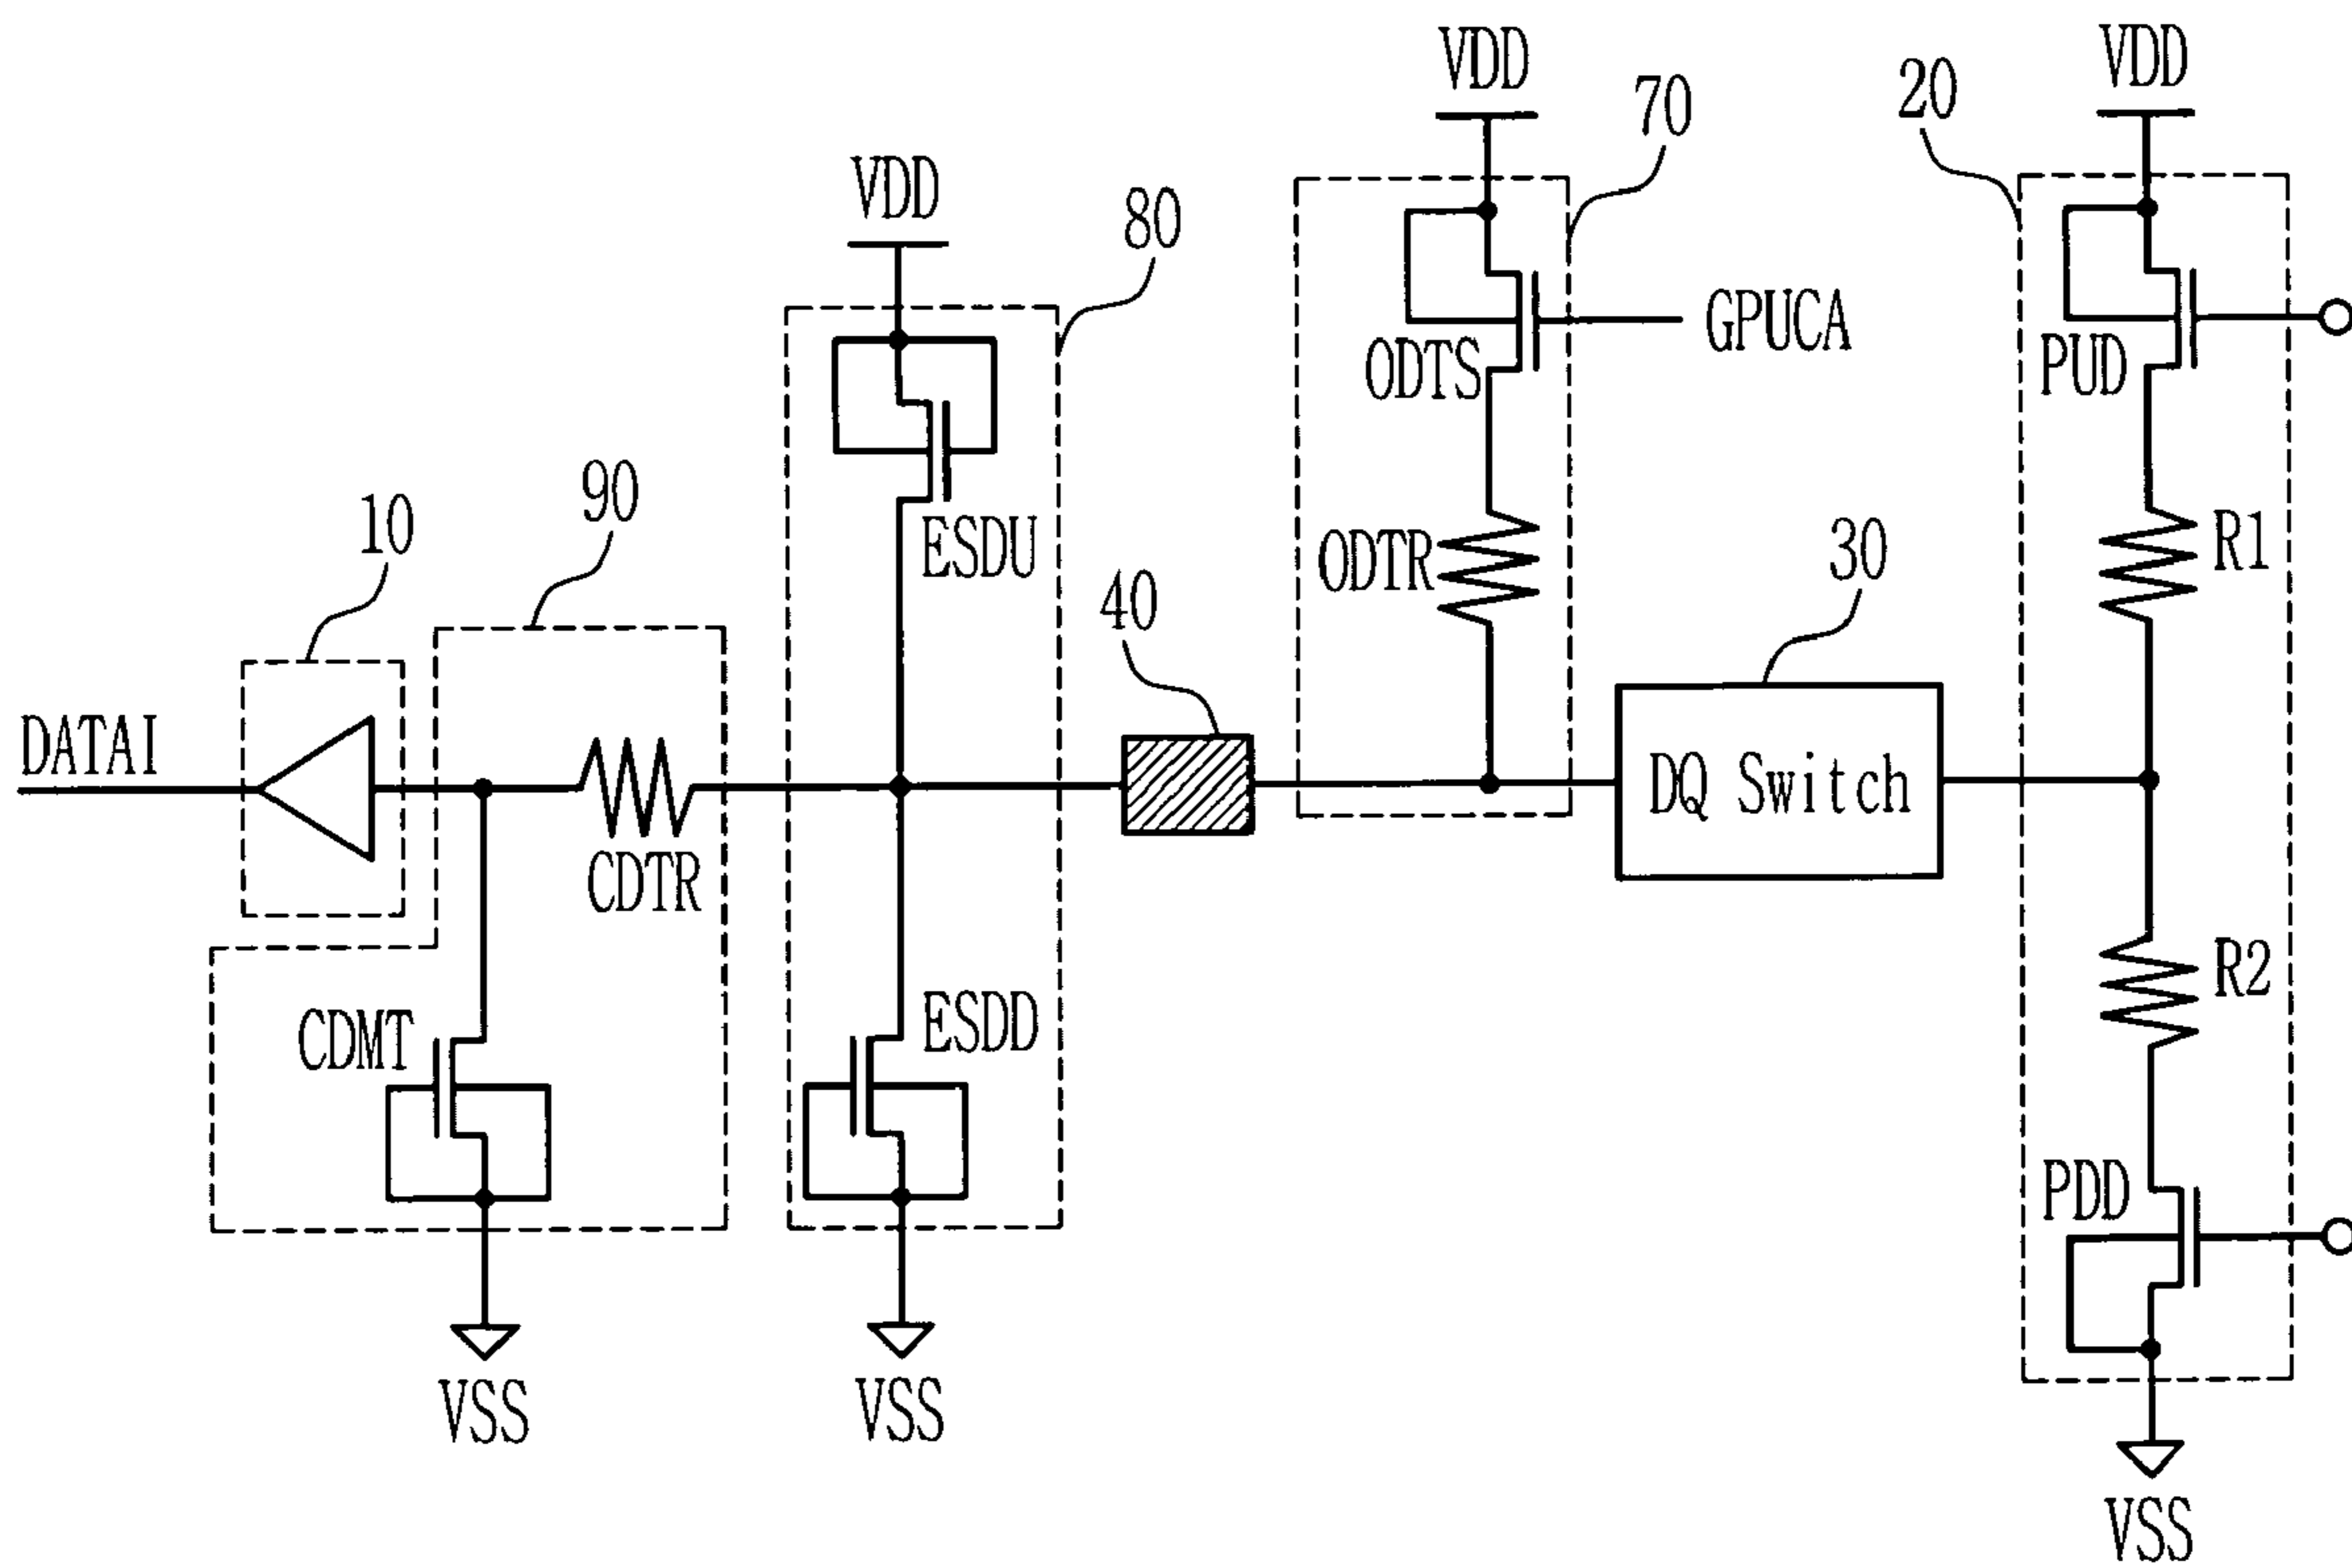 VDD
VDD
20
70
VDD
80
GPUCA
ODTS
PUD
90
10
ESDU
ODTR
R1
30
40
DATAI
DQ Switch
CDTR
R2
CDMT
ESDD
PDD
VSS
VSS
VSS